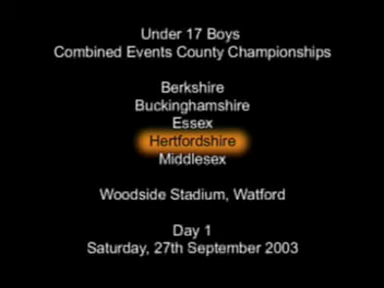 Under 17 Boys
Combined Events County Championships
Berkshire
Buckinghamshire
Essex
Hertfordshire
Middlesex
Woodside Stadium, Watford
Day 1
Saturday, 27th September 2003